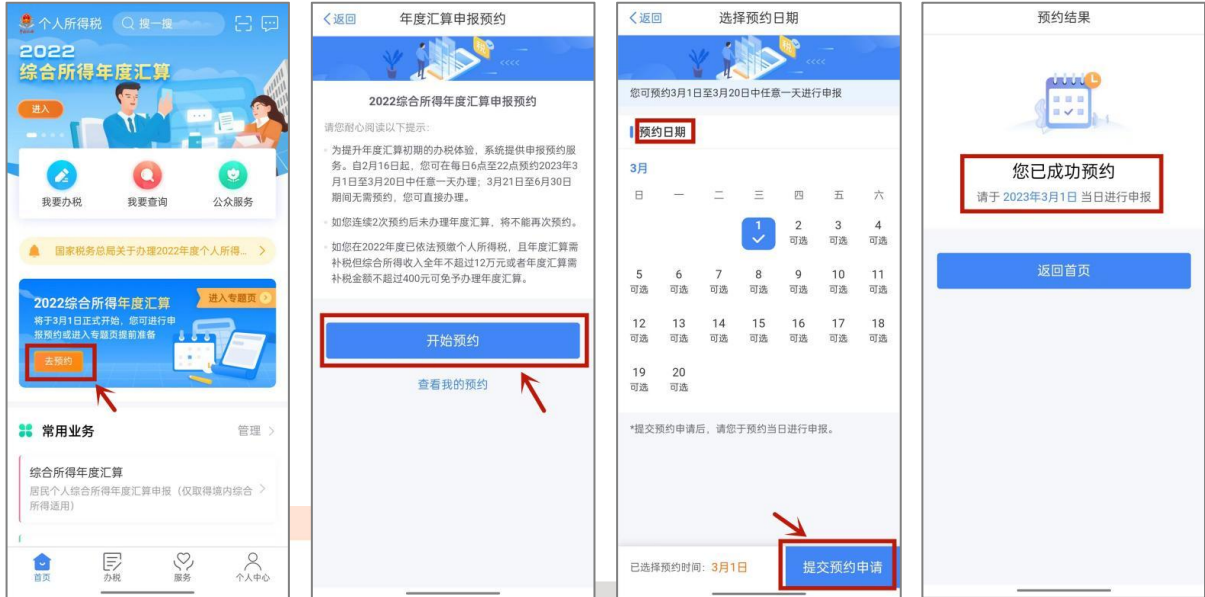 个人所得税
搜一搜
2022
综合所得年度汇算
进入
我要办税
我要查询
公众服务
国家税务总局关于办理2022年度个人所得...
2022综合所得年度汇算
进入专题页
将于3月1日正式开始，您可进行申
报预约或进入专题页提前准备
去预约
常用业务
管理
综合所得年度汇算
居民个人综合所得年度汇算申报（仅取得境内综合
所得适用）
首页
办税
服务
个人中心
返回
年度汇算申报预约
2022综合所得年度汇算申报预约
请您耐心阅读以下提示：
为提升年度汇算初期的办税体验，系统提供申报预约服
务。自2月16日起，您可在每日6点至22点预约2023年3
月1日至3月20日中任意一天办理；3月21日至6月30日
期间无需预约，您可直接办理。
如您连续2次预约后未办理年度汇算，将不能再次预约。
如您在2022年度已依法预缴个人所得税，且年度汇算需
补税但综合所得收入全年不超过12万元或者年度汇算需
补税金额不超过400元可免予办理年度汇算。
开始预约
查看我的预约
返回
选择预约日期
您可预约3月1日至3月20日中任意一天进行申报
预约日期
3月
日 一 二 三 四 五 六
1 2 3 4
可选 可选 可选
5 6 7 8 9 10 11
可选 可选 可选 可选 可选 可选 可选
12 13 14 15 16 17 18
可选 可选 可选 可选 可选 可选 可选
19 20
可选 可选
*提交预约申请后，请您于预约当日进行申报。
已选择预约时间：3月1日
提交预约申请
预约结果
您已成功预约
请于 2023年3月1日 当日进行申报
返回首页